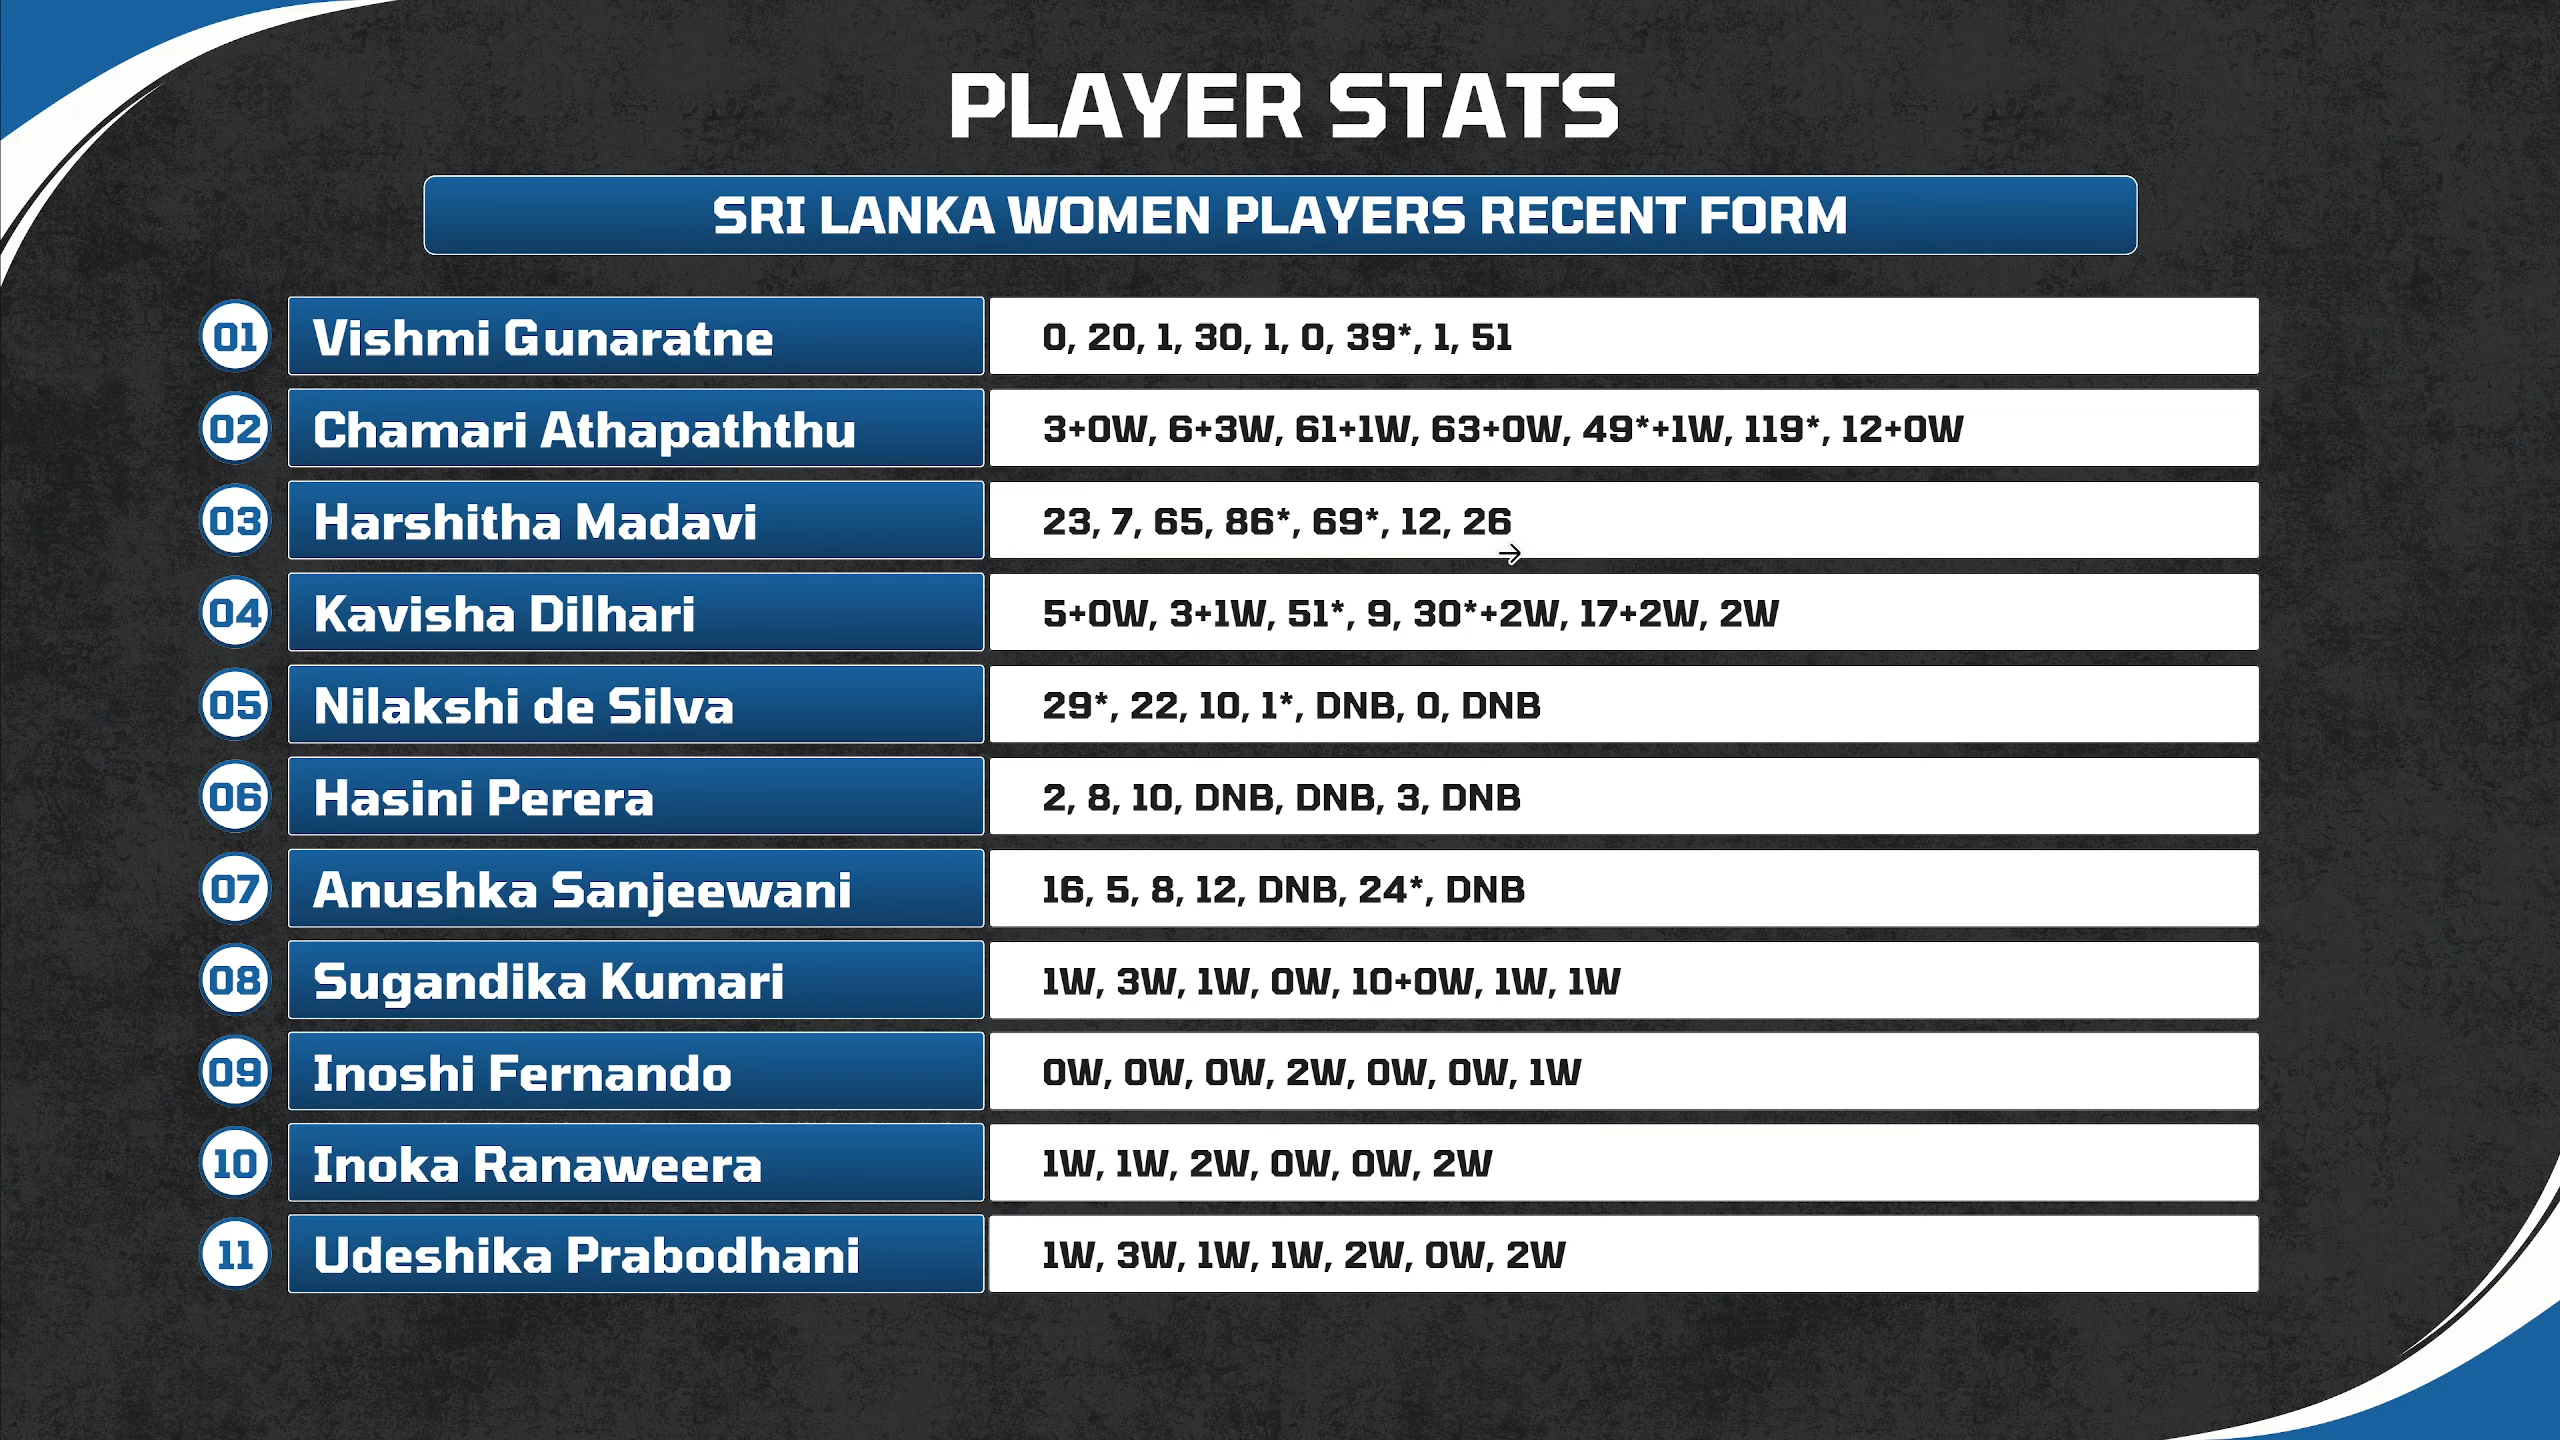 PLAYER STATS
SRI LANKA WOMEN PLAYERS RECENT FORM
01 Vishmi Gunaratne 0, 20, 1, 30, 1, 0, 39*, 1, 51
02 Chamari Athapaththu 3+0W, 6+3W, 61+1W, 63+0W, 49*+1W, 119*, 12+0W
03 Harshitha Madavi 23, 7, 65, 86*, 69*, 12, 26
04 Kavisha Dilhari 5+0W, 3+1W, 51*, 9, 30*+2W, 17+2W, 2W
05 Nilakshi de Silva 29*, 22, 10, 1*, DNB, 0, DNB
06 Hasini Perera 2, 8, 10, DNB, DNB, 3, DNB
07 Anushka Sanjeewani 16, 5, 8, 12, DNB, 24*, DNB
08 Sugandika Kumari 1W, 3W, 1W, 0W, 10+0W, 1W, 1W
09 Inoshi Fernando 0W, 0W, 0W, 2W, 0W, 0W, 1W
10 Inoka Ranaweera 1W, 1W, 2W, 0W, 0W, 2W
11 Udeshika Prabodhani 1W, 3W, 1W, 1W, 2W, 0W, 2W